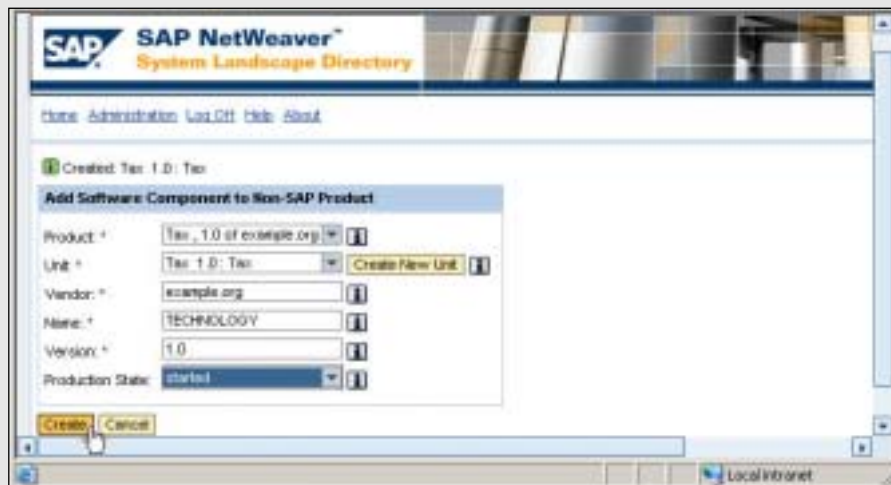 SAP SAP NetWeaver™
System Landscape Directory
Home Administration Log Off Help About
Created: Tax 1.0 : Tax
Add Software Component to Non-SAP Product
Product: * Tax , 1.0 of example.org
Unit: * Tax 1.0 : Tax Create New Unit
Vendor: * example.org
Name: * TECHNOLOGY
Version: * 1.0
Production State: started
Create Cancel
Local intranet